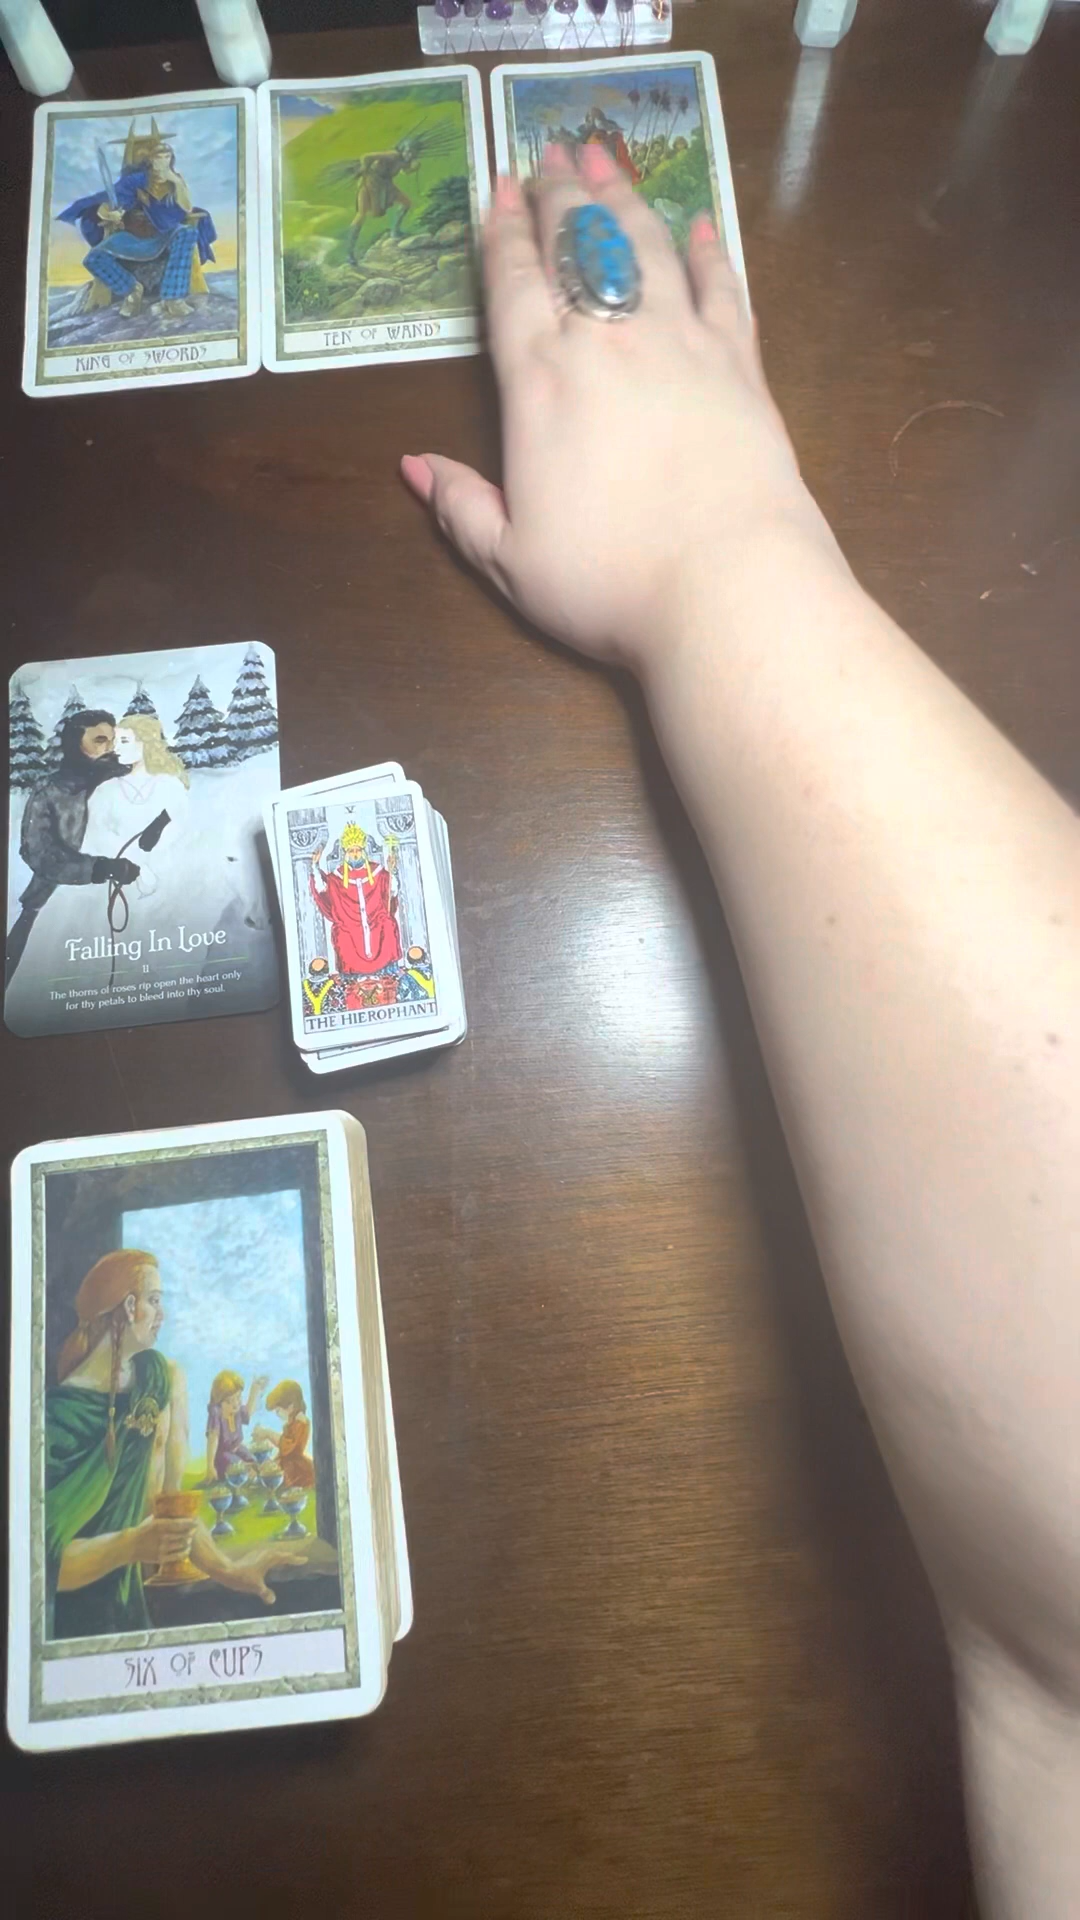 KING OF SWORDS
TEN OF WANDS
Falling In Love
11
The thorns of roses rip open the heart only
for thy petals to bleed into thy soul.
V
THE HIEROPHANT
SIX OF CUPS